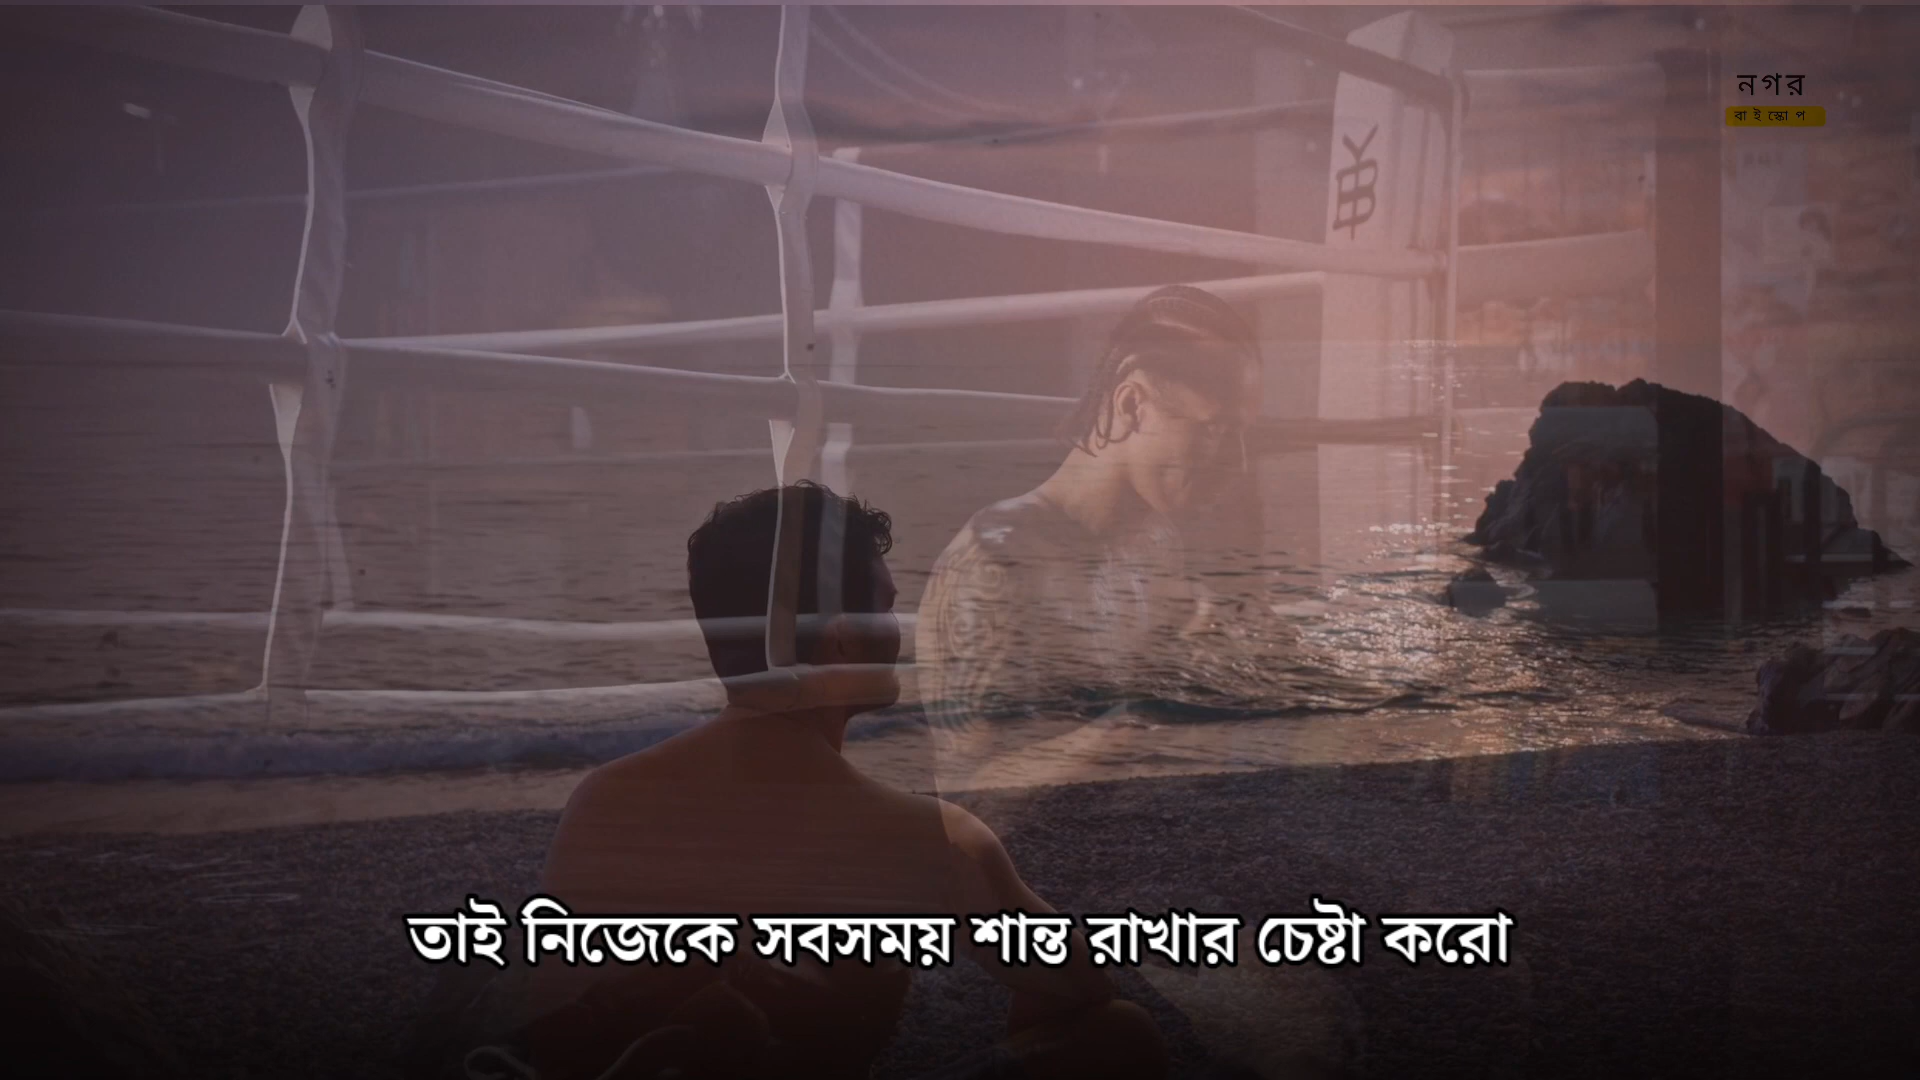 নগর
বাইস্কোপ
তাই নিজেকে সবসময় শান্ত রাখার চেষ্টা করো